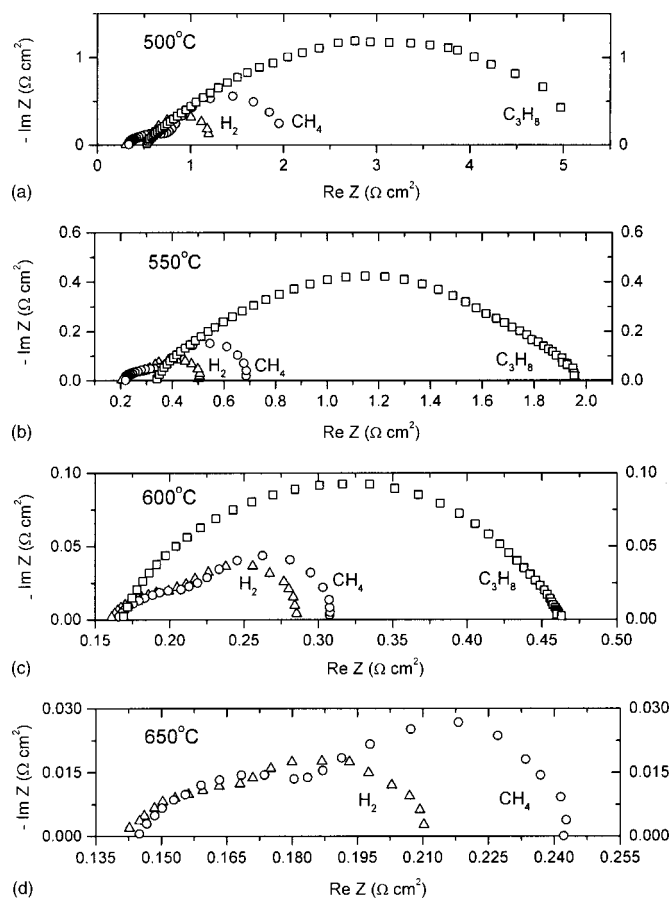 500°C
1
0
1
0
H₂
CH₄
C₃H₈
0
1
2
3
4
5
- Im Z (Ω cm²)
Re Z (Ω cm²)
(a)
550°C
0.6
0.4
0.2
0.0
0.6
0.4
0.2
0.0
H₂
CH₄
C₃H₈
0.2
0.4
0.6
0.8
1.0
1.2
1.4
1.6
1.8
2.0
- Im Z (Ω cm²)
Re Z (Ω cm²)
(b)
600°C
0.10
0.05
0.00
0.10
0.05
0.00
H₂
CH₄
C₃H₈
0.15
0.20
0.25
0.30
0.35
0.40
0.45
0.50
- Im Z (Ω cm²)
Re Z (Ω cm²)
(c)
650°C
0.030
0.015
0.000
0.030
0.015
0.000
H₂
CH₄
0.135
0.150
0.165
0.180
0.195
0.210
0.225
0.240
0.255
- Im Z (Ω cm²)
Re Z (Ω cm²)
(d)